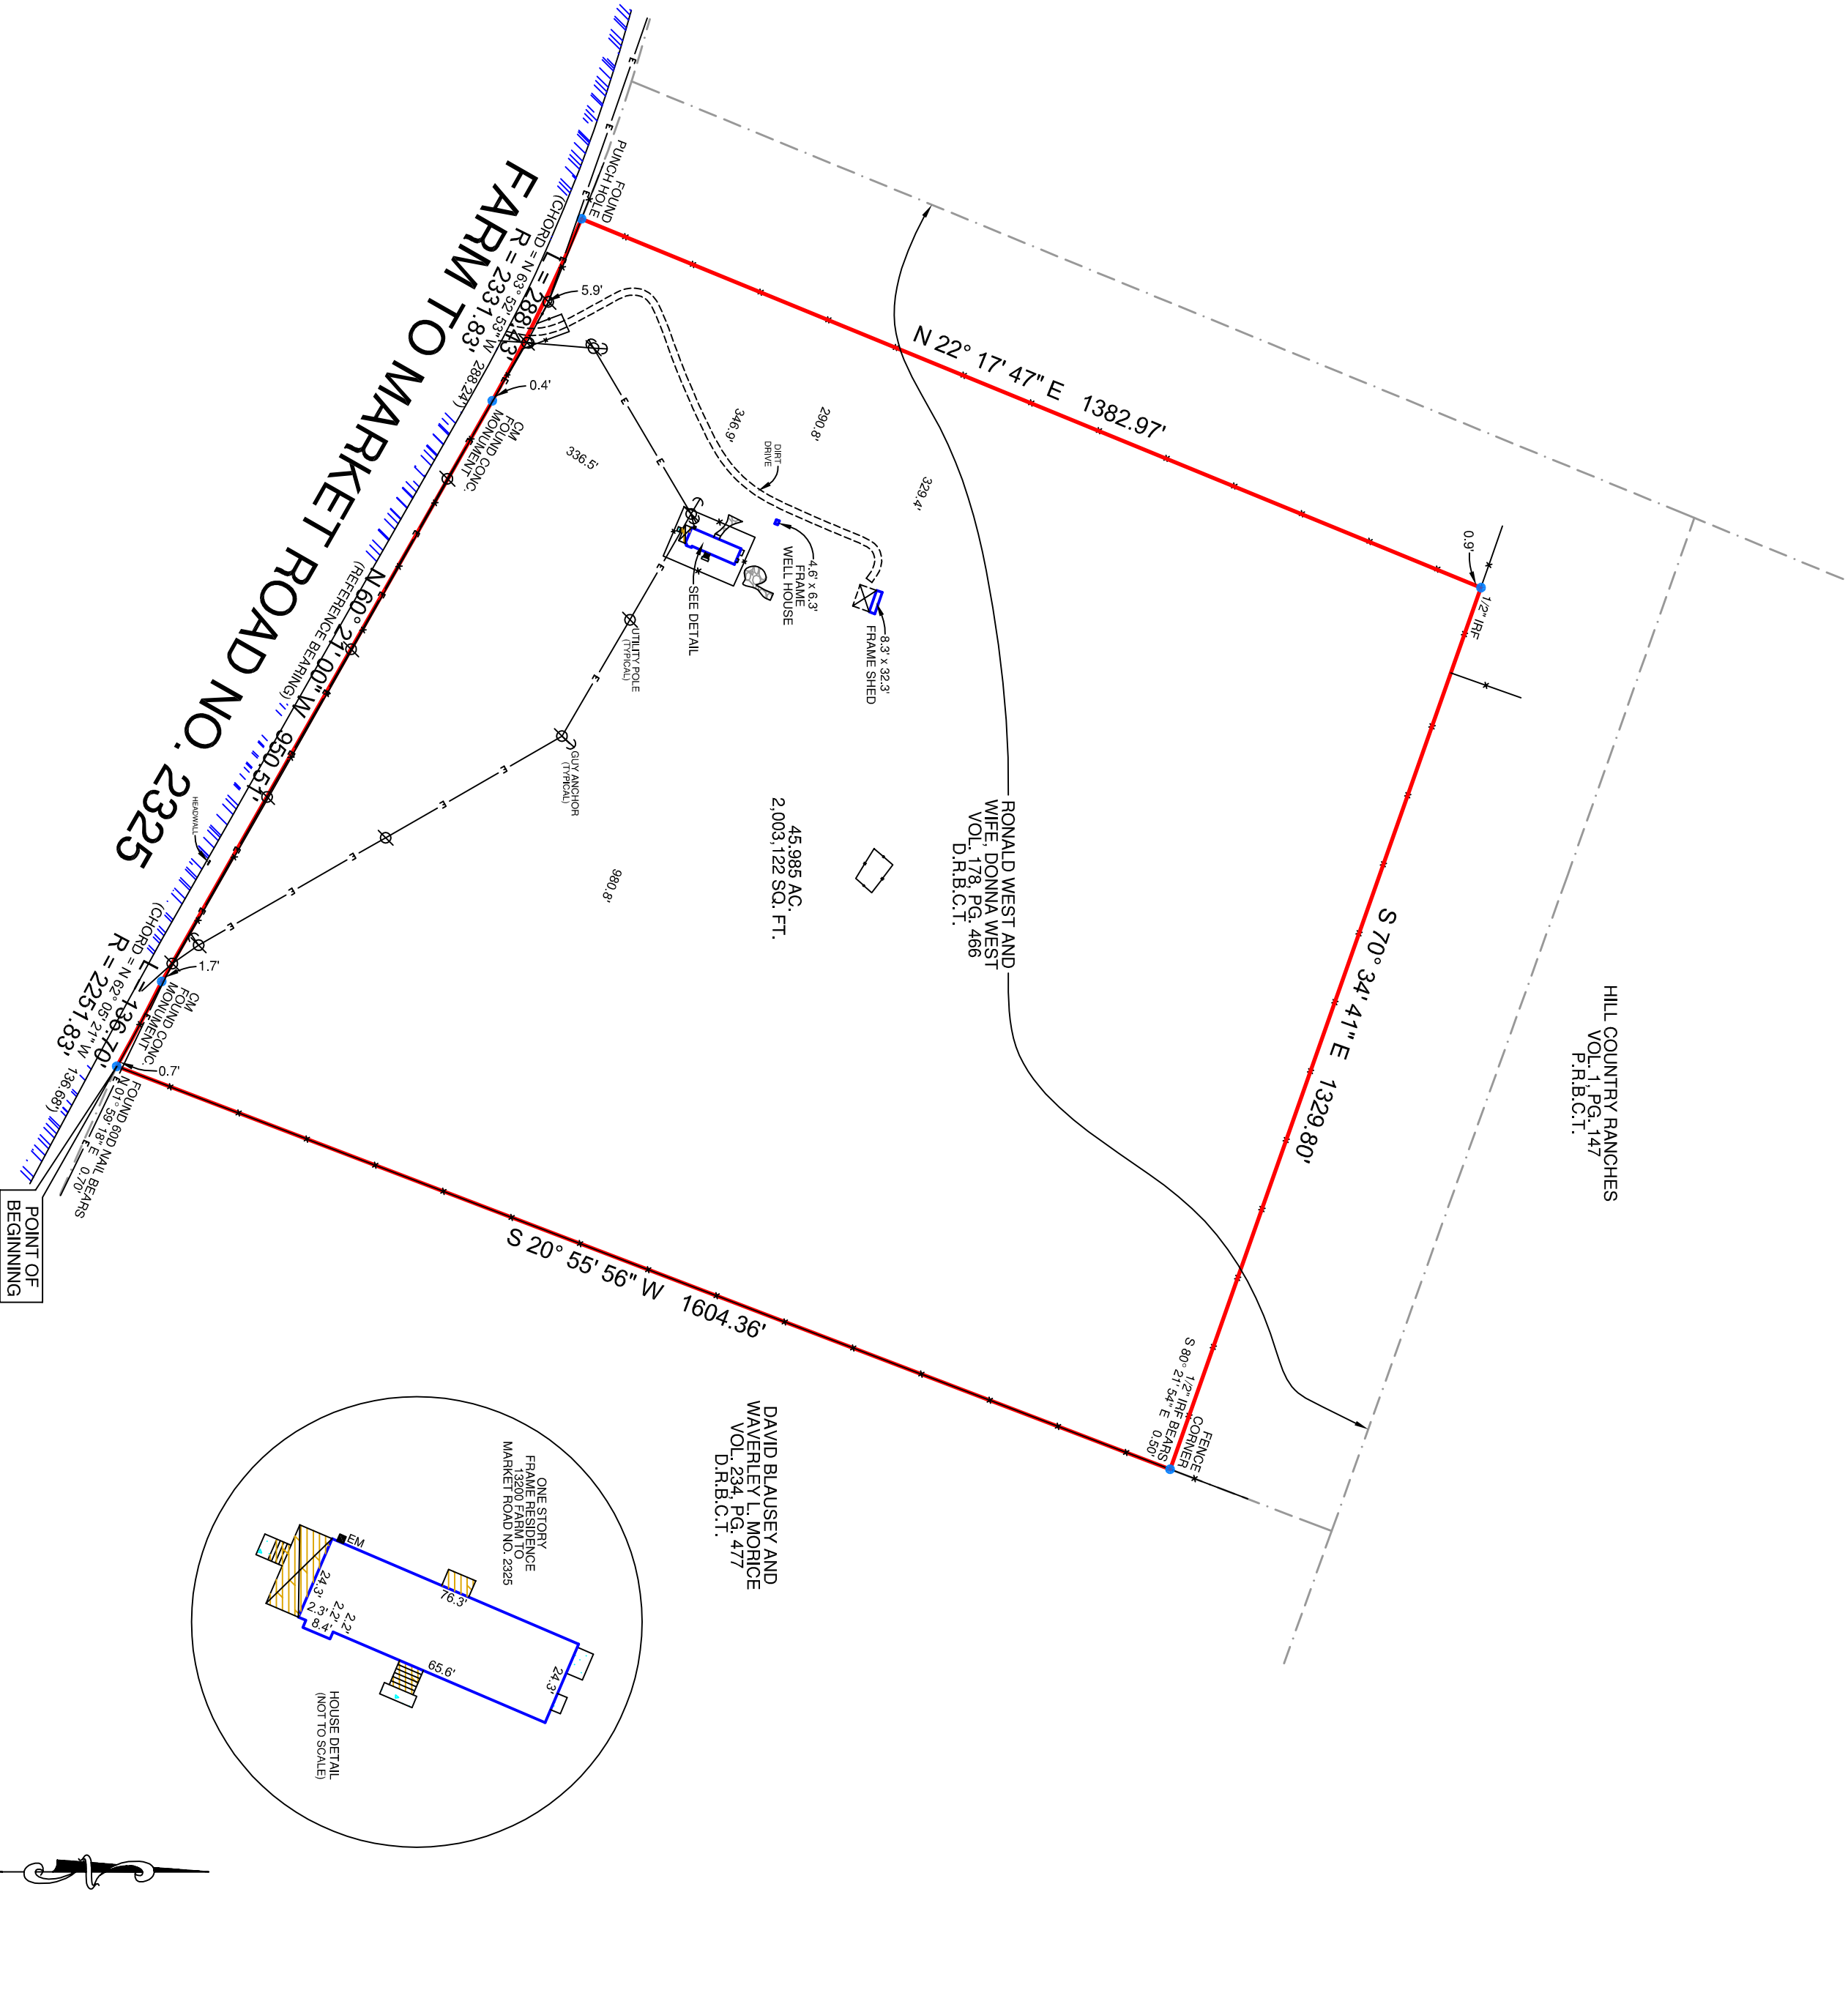 FARM TO MARKET ROAD NO. 2325
FOUND
PUNCH HOLE
L = 288.43'
(CHORD = N 63° 52' 53" W 288.24')
R = 2331.83'
5.9'
0.4'
CM
FOUND CONC.
MONUMENT
N 60° 21' 00" W 950.51'
(REFERENCE BEARING)
HEADWALL
1.7'
CM
FOUND CONC.
MONUMENT
L = 136.70'
(CHORD = N 62° 05' 21" W 136.68')
R = 2251.83'
0.7'
FOUND 60D NAIL BEARS
N 01° 59' 18" E 0.70'
POINT OF
BEGINNING
N 22° 17' 47" E 1382.97'
0.9'
1/2" IRF
S 70° 34' 41" E 1329.80'
FENCE
CORNER
1/2" IRF BEARS
S 80° 21' 54" E 0.50'
S 20° 55' 56" W 1604.36'
HILL COUNTRY RANCHES
VOL. 1, PG. 147
P.R.B.C.T.
RONALD WEST AND
WIFE, DONNA WEST
VOL. 178, PG. 466
D.R.B.C.T.
45.985 AC.
2,003,122 SQ. FT.
290.8'
346.9'
329.4'
336.5'
980.8'
DIRT
DRIVE
4.6' x 6.3'
FRAME
WELL HOUSE
8.3' x 32.3'
FRAME SHED
SEE DETAIL
UTILITY POLE
(TYPICAL)
GUY ANCHOR
(TYPICAL)
E
E
E
E
E
E
E
E
E
E
DAVID BLAUSEY AND
WAVERLEY L. MORICE
VOL. 234, PG. 477
D.R.B.C.T.
ONE STORY
FRAME RESIDENCE
13200 FARM TO
MARKET ROAD NO. 2325
EM
76.3'
24.3'
2.3'
2.2'
2.2'
8.4'
65.6'
24.3'
HOUSE DETAIL
(NOT TO SCALE)